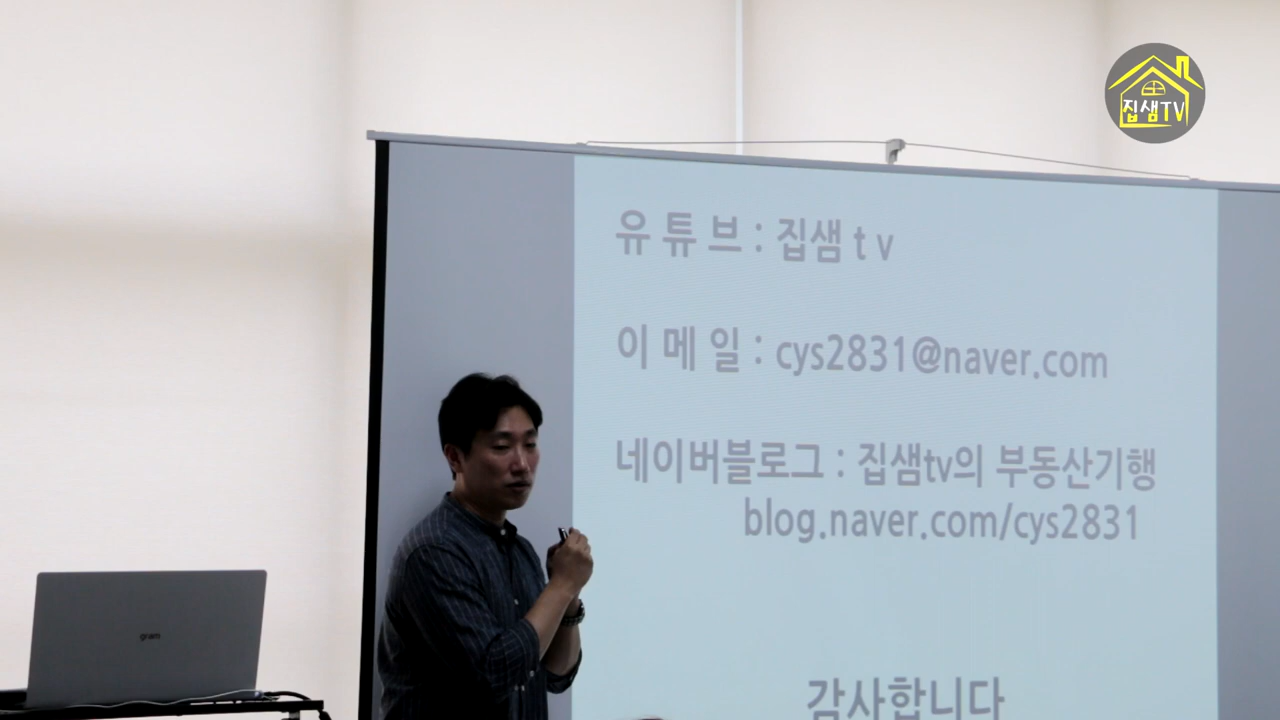 집샘TV
유튜브 : 집샘 tv
이메일 : cys2831@naver.com
네이버블로그 : 집샘tv의 부동산기행
blog.naver.com/cys2831
감사합니다
gram